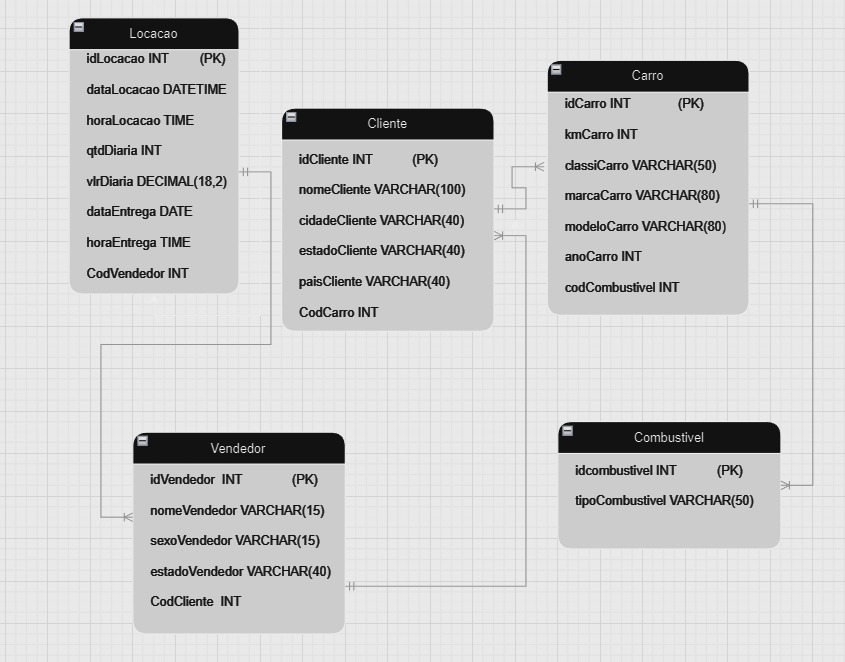 Locacao
idLocacao INT (PK)
dataLocacao DATETIME
horaLocacao TIME
qtdDiaria INT
vlrDiaria DECIMAL(18,2)
dataEntrega DATE
horaEntrega TIME
CodVendedor INT
Cliente
idCliente INT (PK)
nomeCliente VARCHAR(100)
cidadeCliente VARCHAR(40)
estadoCliente VARCHAR(40)
paisCliente VARCHAR(40)
CodCarro INT
Carro
idCarro INT (PK)
kmCarro INT
classiCarro VARCHAR(50)
marcaCarro VARCHAR(80)
modeloCarro VARCHAR(80)
anoCarro INT
codCombustivel INT
Vendedor
idVendedor INT (PK)
nomeVendedor VARCHAR(15)
sexoVendedor VARCHAR(15)
estadoVendedor VARCHAR(40)
CodCliente INT
Combustivel
idcombustivel INT (PK)
tipoCombustivel VARCHAR(50)